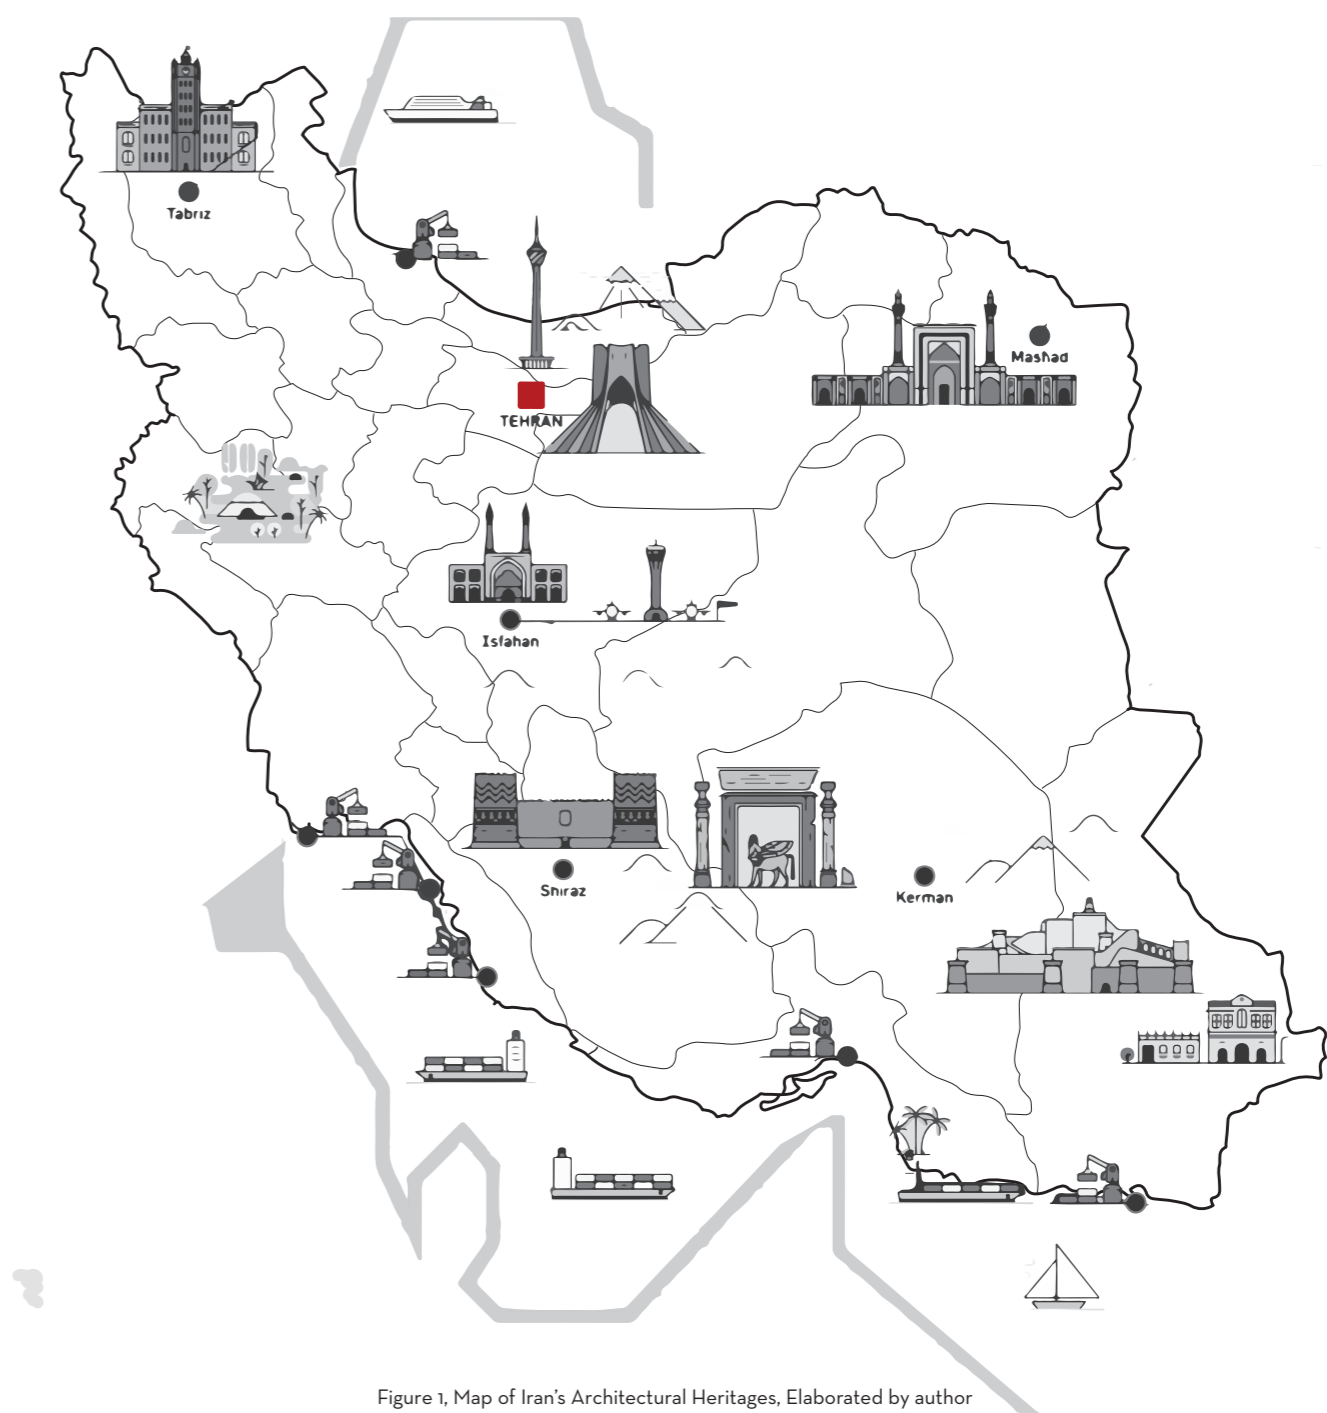 Tabriz
Mashad
TEHRAN
Isfahan
Shiraz
Kerman
Figure 1, Map of Iran's Architectural Heritages, Elaborated by author